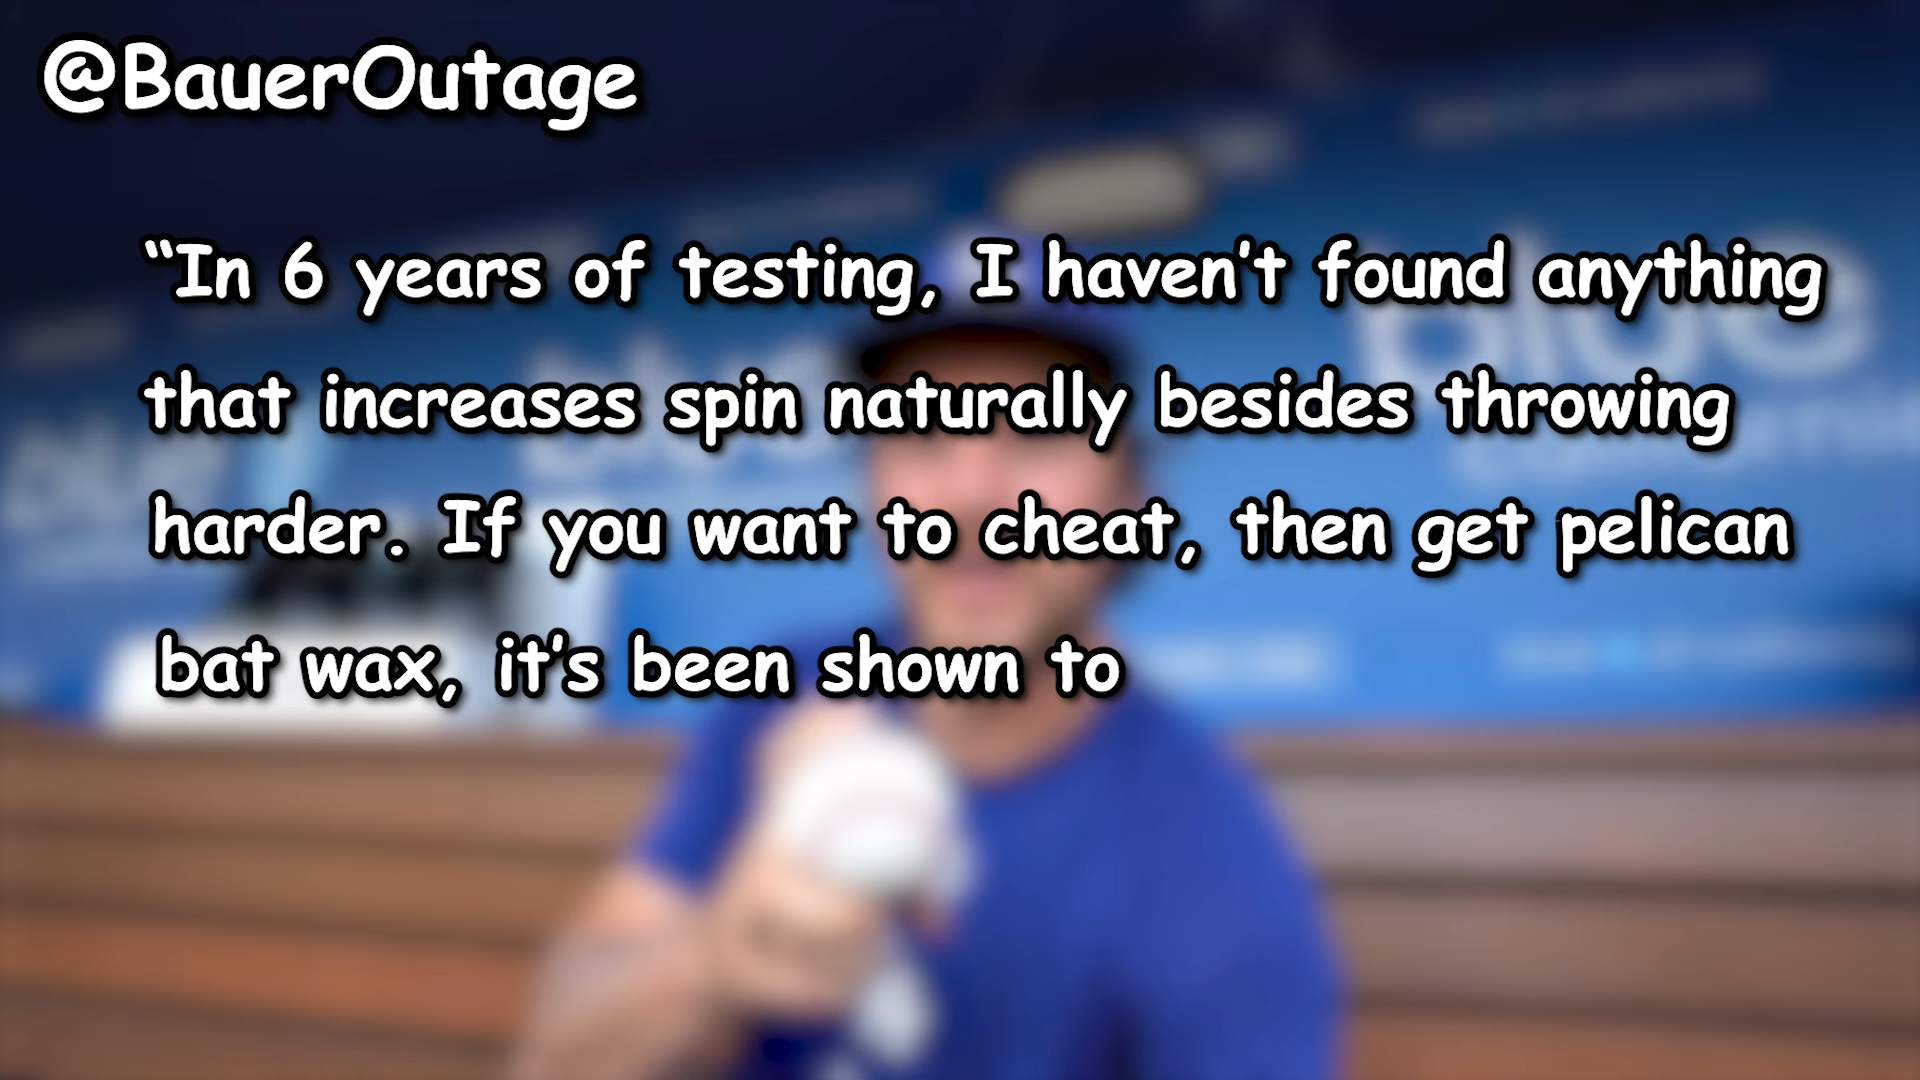 @BauerOutage
“In 6 years of testing, I haven’t found anything
that increases spin naturally besides throwing
harder. If you want to cheat, then get pelican
bat wax, it’s been shown to
blue